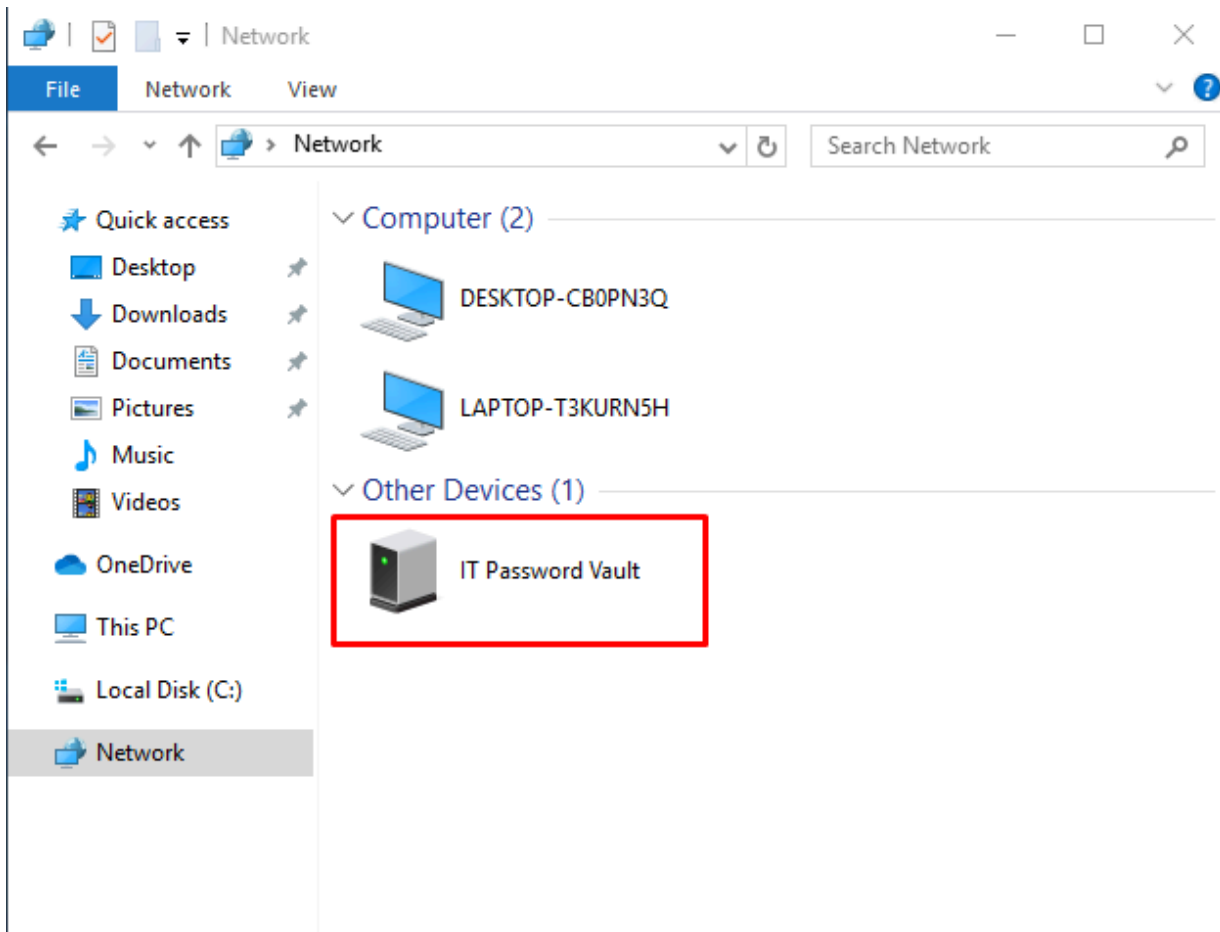 Network
File Network View
Network Search Network
Quick access
Desktop
Downloads
Documents
Pictures
Music
Videos
OneDrive
This PC
Local Disk (C:)
Network
Computer (2)
DESKTOP-CB0PN3Q
LAPTOP-T3KURN5H
Other Devices (1)
IT Password Vault